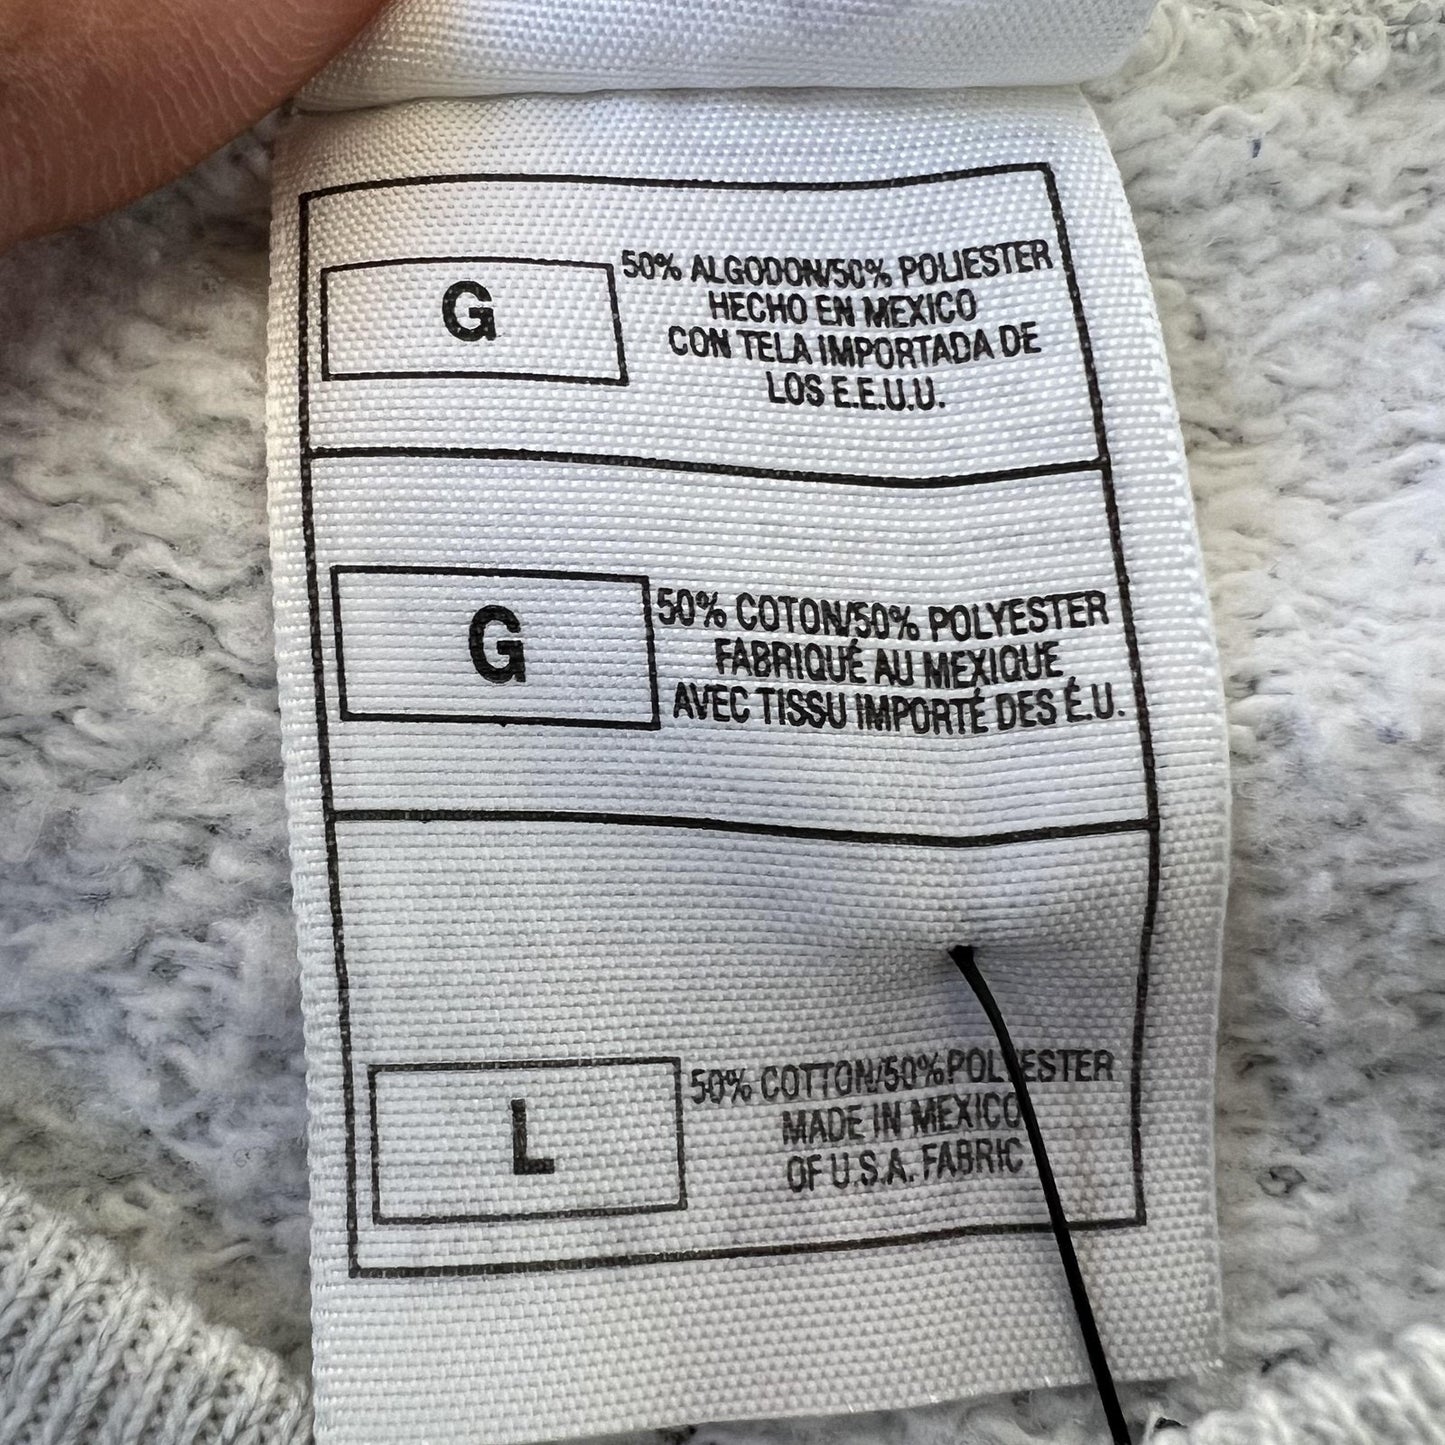 G
50% ALGODON/50% POLIESTER
HECHO EN MEXICO
CON TELA IMPORTADA DE
LOS E.E.U.U.
G
50% COTON/50% POLYESTER
FABRIQUÉ AU MEXIQUE
AVEC TISSU IMPORTÉ DES É.U.
L
50% COTTON/50% POLYESTER
MADE IN MEXICO
OF U.S.A. FABRIC